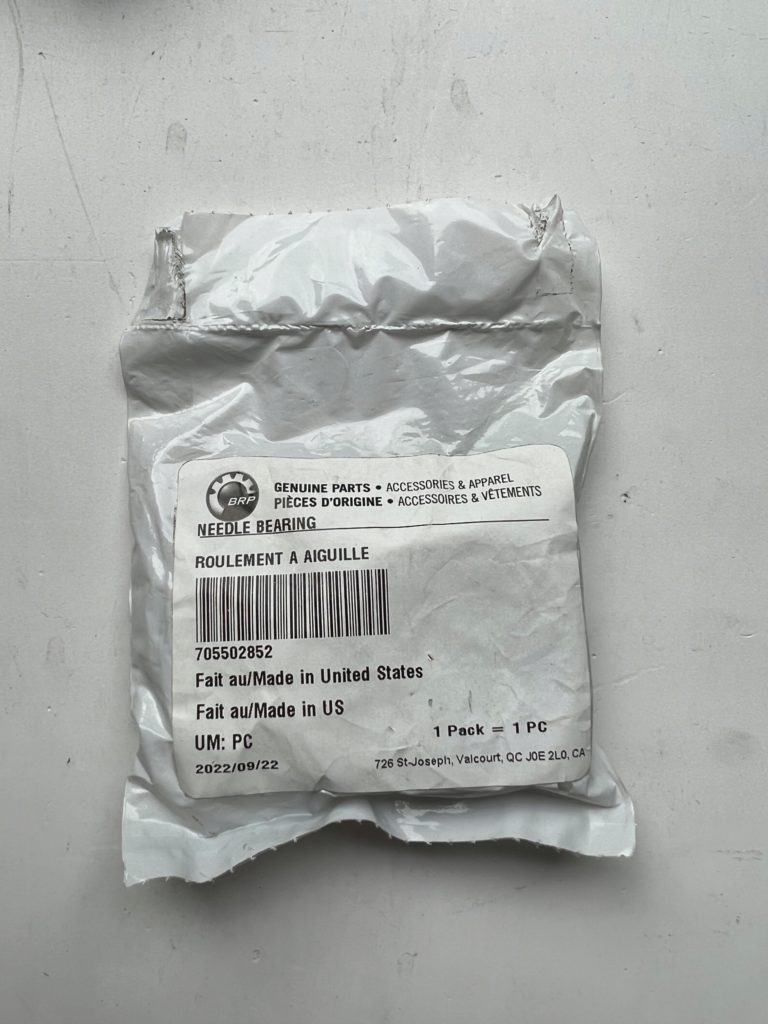 BRP
GENUINE PARTS • ACCESSORIES & APPAREL
PIÈCES D'ORIGINE • ACCESSOIRES & VÊTEMENTS
NEEDLE BEARING
ROULEMENT A AIGUILLE
705502852
Fait au/Made in United States
Fait au/Made in US
UM: PC
1 Pack = 1 PC
2022/09/22
726 St-Joseph, Valcourt, QC J0E 2L0, CA